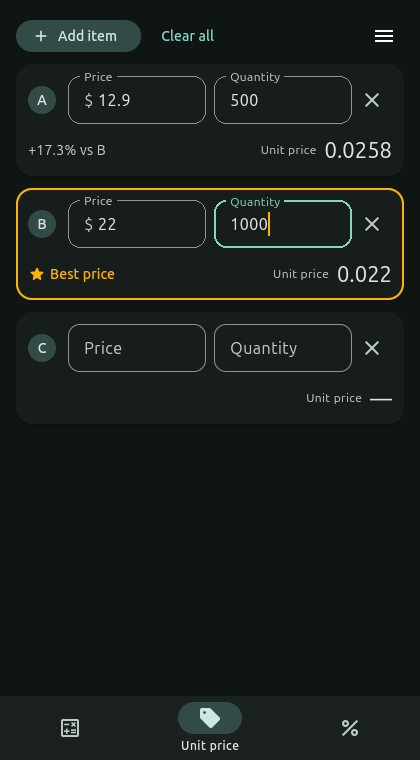 Add item
Clear all
Price
Quantity
A
$ 12.9
500
+17.3% vs B
Unit price 0.0258
Price
Quantity
B
$ 22
1000
Best price
Unit price 0.022
C
Price
Quantity
Unit price —
Unit price